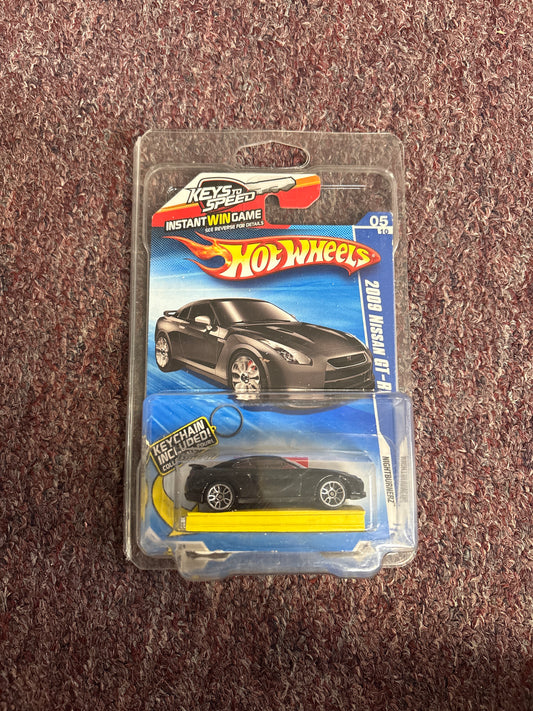 KEYS TO SPEED
INSTANT WIN GAME
SEE REVERSE FOR DETAILS
HOT WHEELS
05
10
2009 NISSAN GT-R
NIGHTBURNERZ
KEYCHAIN
INCLUDED!
COLLECT